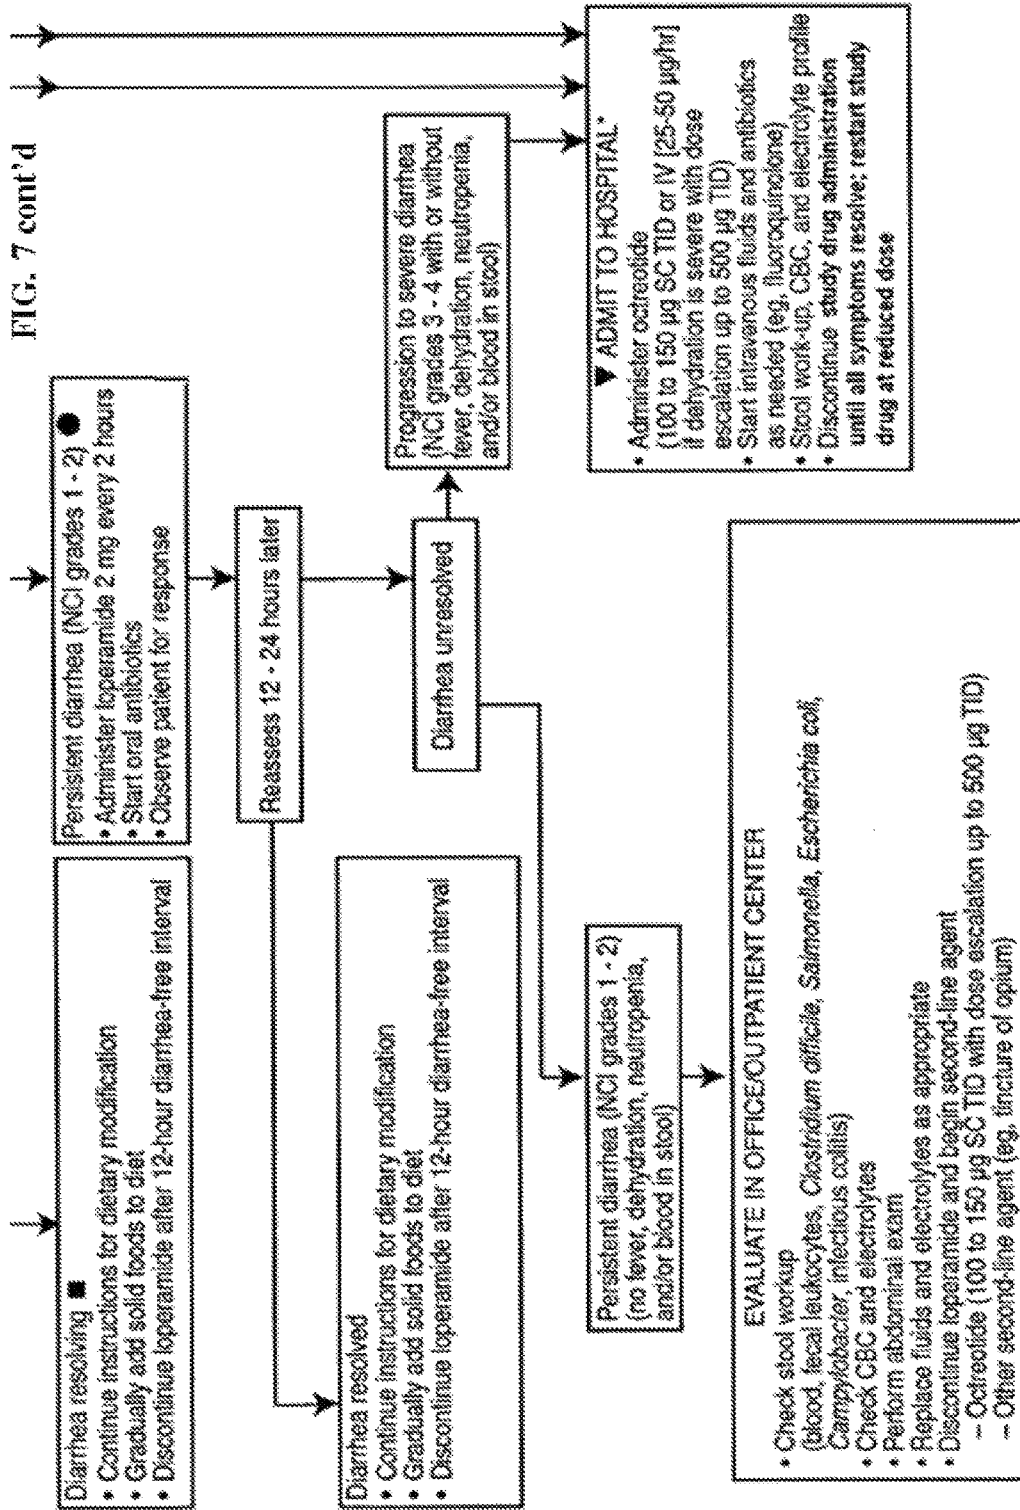 FIG. 7 cont'd
Diarrhea resolving ■
• Continue instructions for dietary modification
• Gradually add solid foods to diet
• Discontinue loperamide after 12-hour diarrhea-free interval
Persistent diarrhea (NCI grades 1 - 2) ●
• Administer loperamide 2 mg every 2 hours
• Start oral antibiotics
• Observe patient for response
Reassess 12 - 24 hours later
Diarrhea resolved
• Continue instructions for dietary modification
• Gradually add solid foods to diet
• Discontinue loperamide after 12-hour diarrhea-free interval
Diarrhea unresolved
Progression to severe diarrhea
(NCI grades 3 - 4 with or without
fever, dehydration, neutropenia,
and/or blood in stool)
Persistent diarrhea (NCI grades 1 - 2)
(no fever, dehydration, neutropenia,
and/or blood in stool)
▼ ADMIT TO HOSPITAL*
• Administer octreotide
(100 to 150 µg SC TID or IV [25-50 µg/hr]
if dehydration is severe with dose
escalation up to 500 µg TID)
• Start intravenous fluids and antibiotics
as needed (eg, fluoroquinolone)
• Stool work-up, CBC, and electrolyte profile
• Discontinue study drug administration
until all symptoms resolve; restart study
drug at reduced dose
EVALUATE IN OFFICE/OUTPATIENT CENTER
• Check stool workup
(blood, fecal leukocytes, Clostridium difficile, Salmonella, Escherichia coli,
Campylobacter, infectious colitis)
• Check CBC and electrolytes
• Perform abdominal exam
• Replace fluids and electrolytes as appropriate
• Discontinue loparamide and begin second-line agent
– Octreotide (100 to 150 µg SC TID with dose escalation up to 500 µg TID)
– Other second-line agent (eg, tincture of opium)